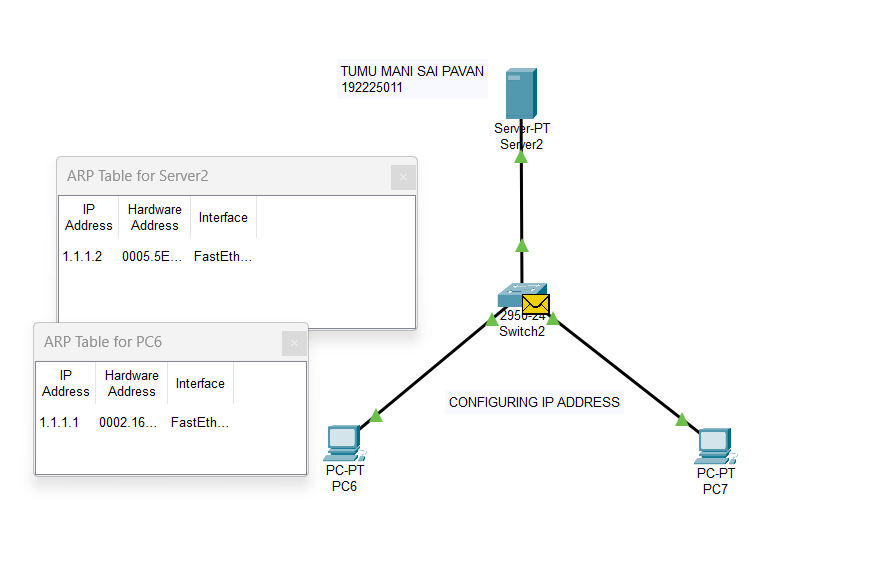 TUMU MANI SAI PAVAN
192225011
Server-PT
Server2
ARP Table for Server2
IP Address Hardware Address Interface
1.1.1.2 0005.5E... FastEth...
2950-24
Switch2
ARP Table for PC6
IP Address Hardware Address Interface
1.1.1.1 0002.16... FastEth...
CONFIGURING IP ADDRESS
PC-PT
PC6
PC-PT
PC7